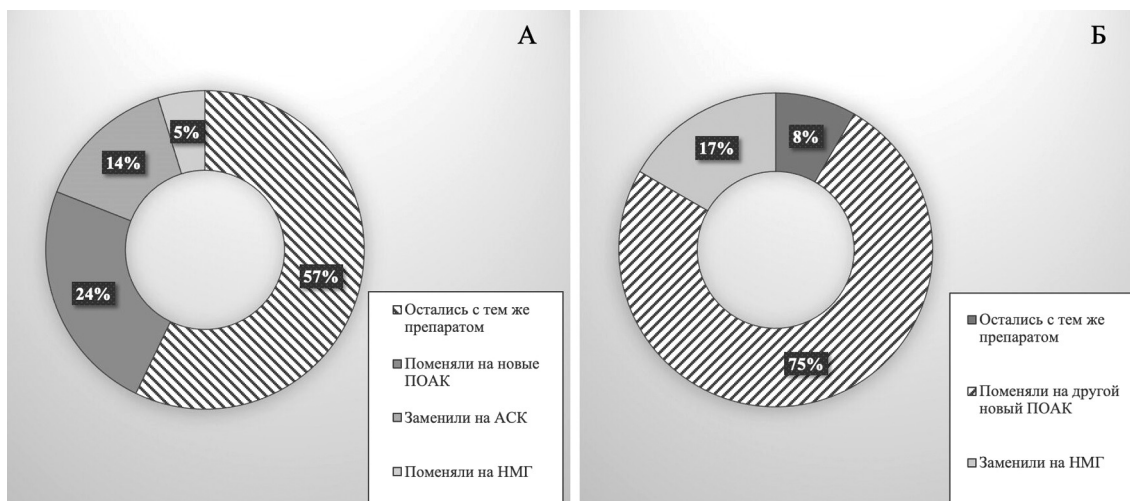 А
5%
14%
24%
57%
Остались с тем же
препаратом
Поменяли на новые
ПОАК
Заменили на АСК
Поменяли на НМГ
Б
8%
17%
75%
Остались с тем же
препаратом
Поменяли на другой
новый ПОАК
Заменили на НМГ